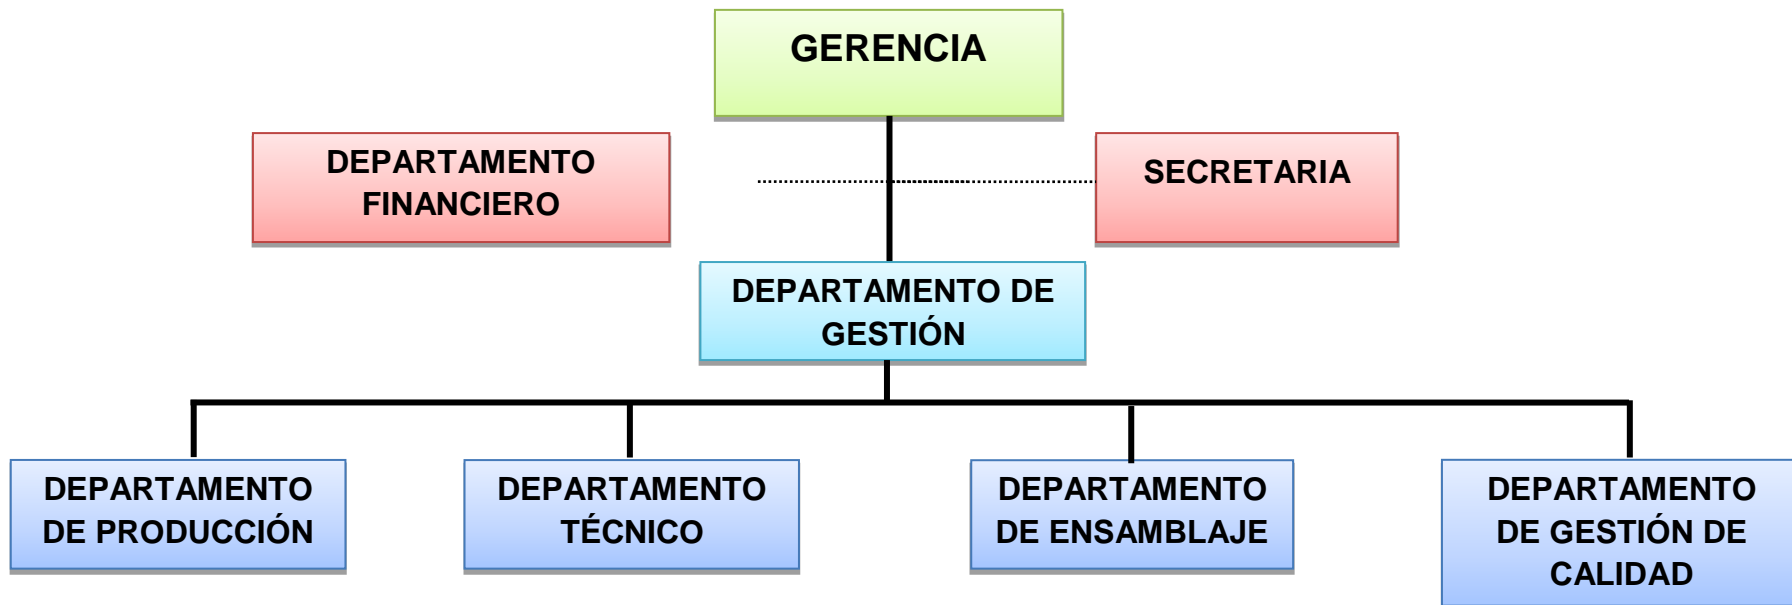 GERENCIA
DEPARTAMENTO
FINANCIERO
SECRETARIA
DEPARTAMENTO DE
GESTIÓN
DEPARTAMENTO
DE PRODUCCIÓN
DEPARTAMENTO
TÉCNICO
DEPARTAMENTO
DE ENSAMBLAJE
DEPARTAMENTO
DE GESTIÓN DE
CALIDAD